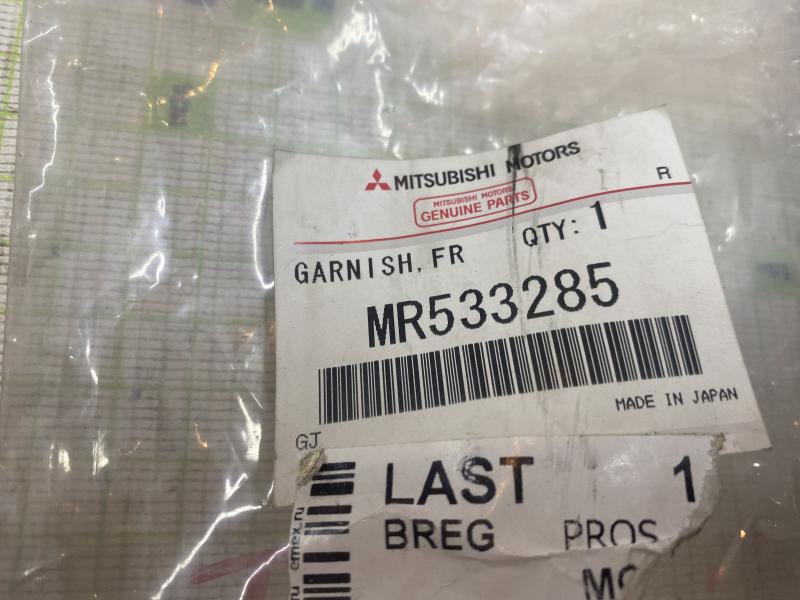 MITSUBISHI MOTORS
R
MITSUBISHI MOTORS
GENUINE PARTS
GARNISH, FR QTY: 1
MR533285
MADE IN JAPAN
GJ
LAST 1
BREG PROS
emex.ru